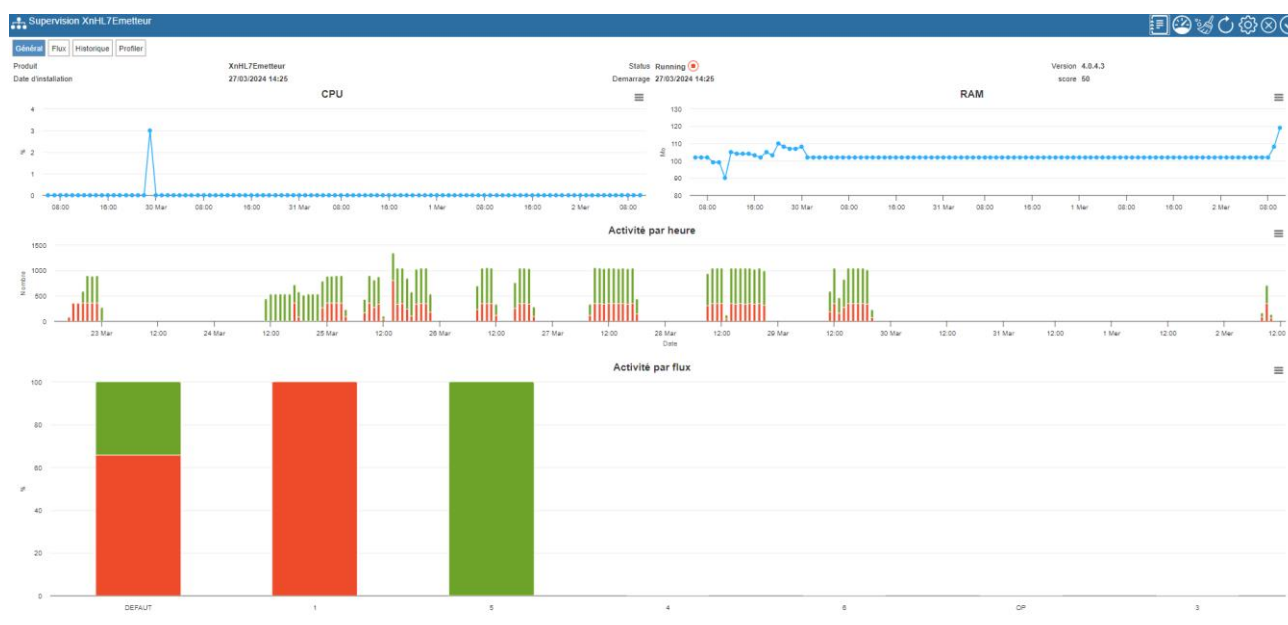 Supervision XnHL7Emetteur
Général Flux Historique Profiler
Produit XnHL7Emetteur Status Running Version 4.0.4.3
Date d'installation 27/03/2024 14:25 Demarrage 27/03/2024 14:25 score 50
CPU
4
3
% 2
1
0
08:00 16:00 30 Mar 08:00 16:00 31 Mar 08:00 16:00 1 Mer 08:00 16:00 2 Mer 08:00
RAM
130
120
110
Mo
100
90
80
08:00 16:00 30 Mar 08:00 16:00 31 Mar 08:00 16:00 1 Mer 08:00 16:00 2 Mer 08:00
Activité par heure
1500
1000
Nombre
500
0
23 Mar 12:00 24 Mar 12:00 25 Mar 12:00 26 Mar 12:00 27 Mar 12:00 28 Mar 12:00 29 Mar 12:00 30 Mar 12:00 31 Mar 12:00 1 Mer 12:00 2 Mer 12:00
Date
Activité par flux
100
80
60
%
40
20
0
DEFAUT 1 5 4 6 QP 3